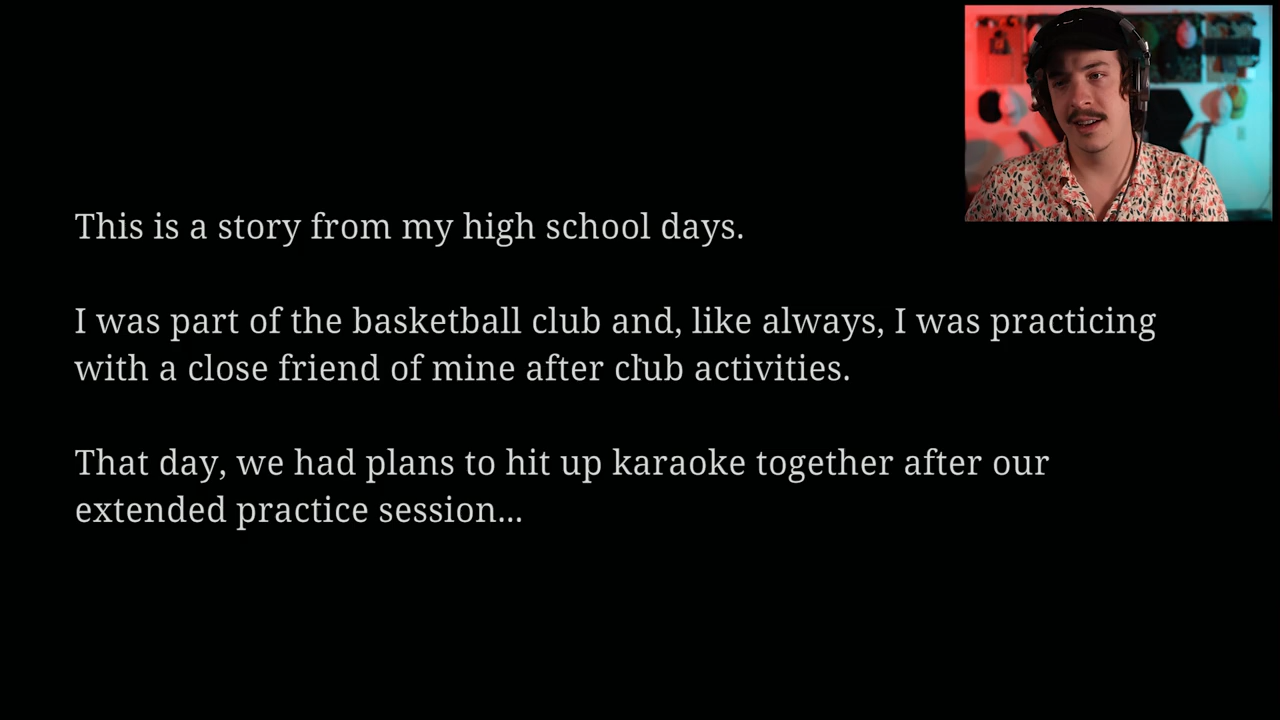 This is a story from my high school days.
I was part of the basketball club and, like always, I was practicing
with a close friend of mine after club activities.
That day, we had plans to hit up karaoke together after our
extended practice session...